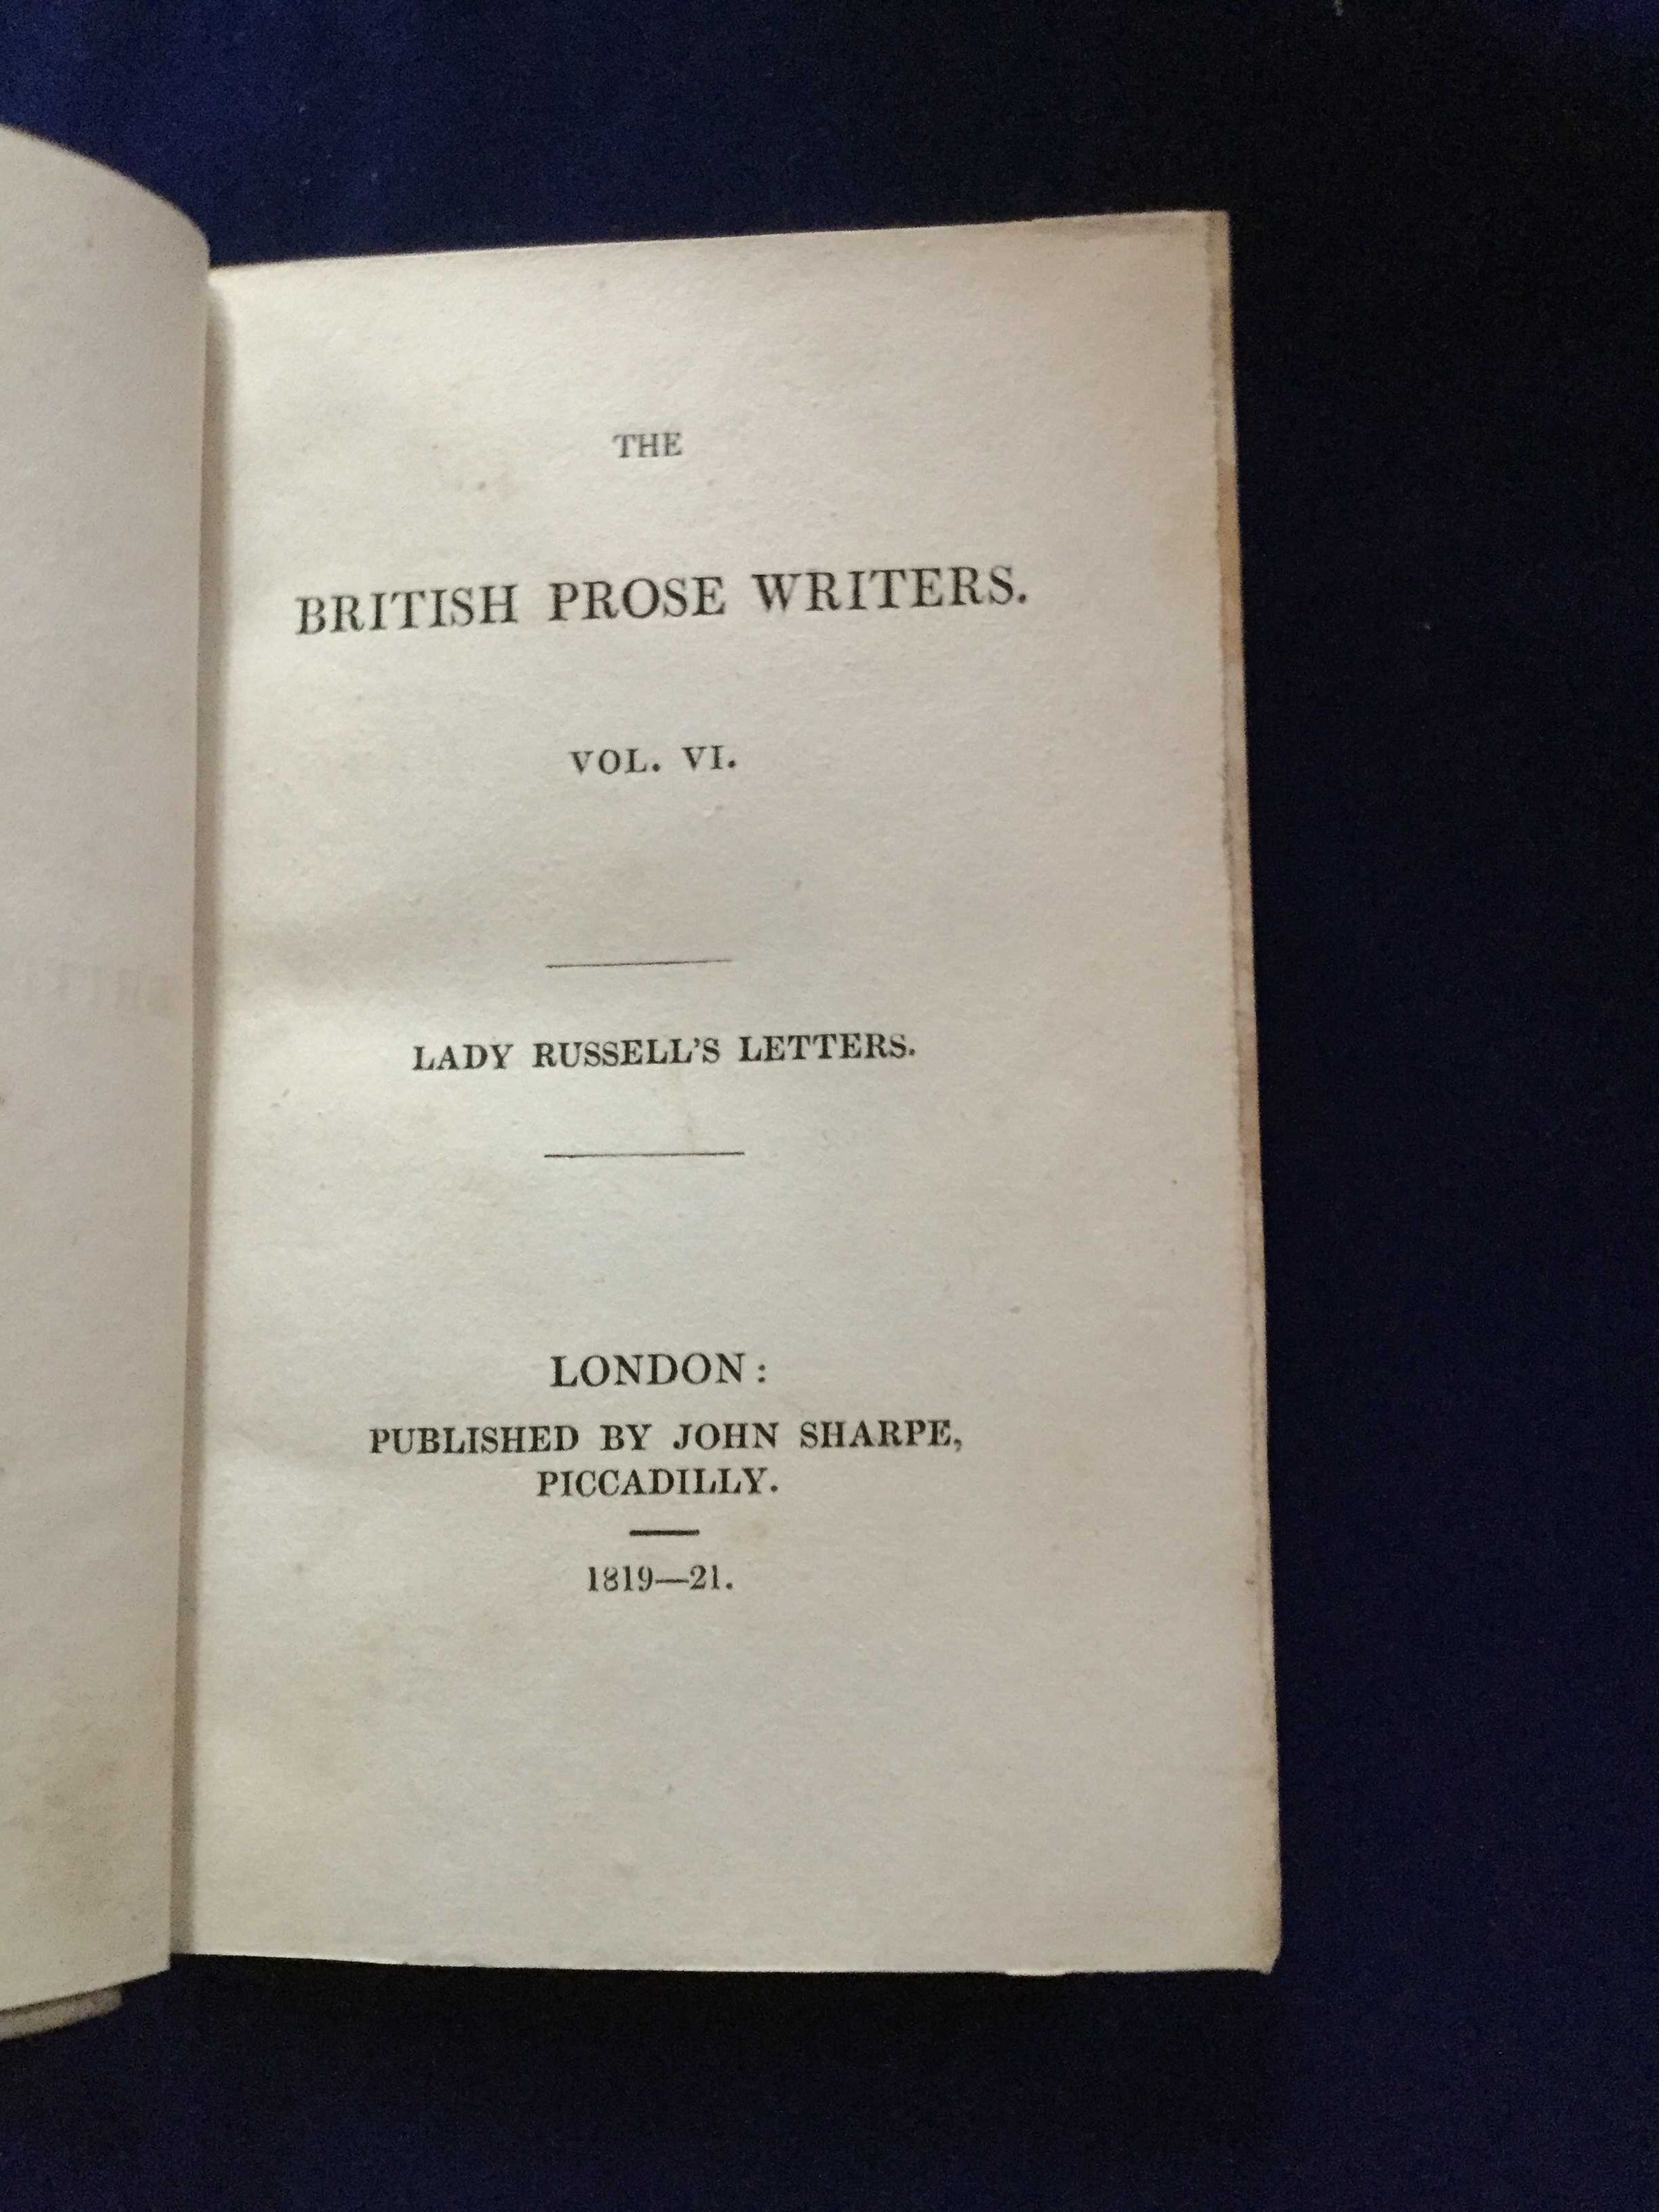 THE
BRITISH PROSE WRITERS.
VOL. VI.
LADY RUSSELL'S LETTERS.
LONDON:
PUBLISHED BY JOHN SHARPE,
PICCADILLY.
1819—21.